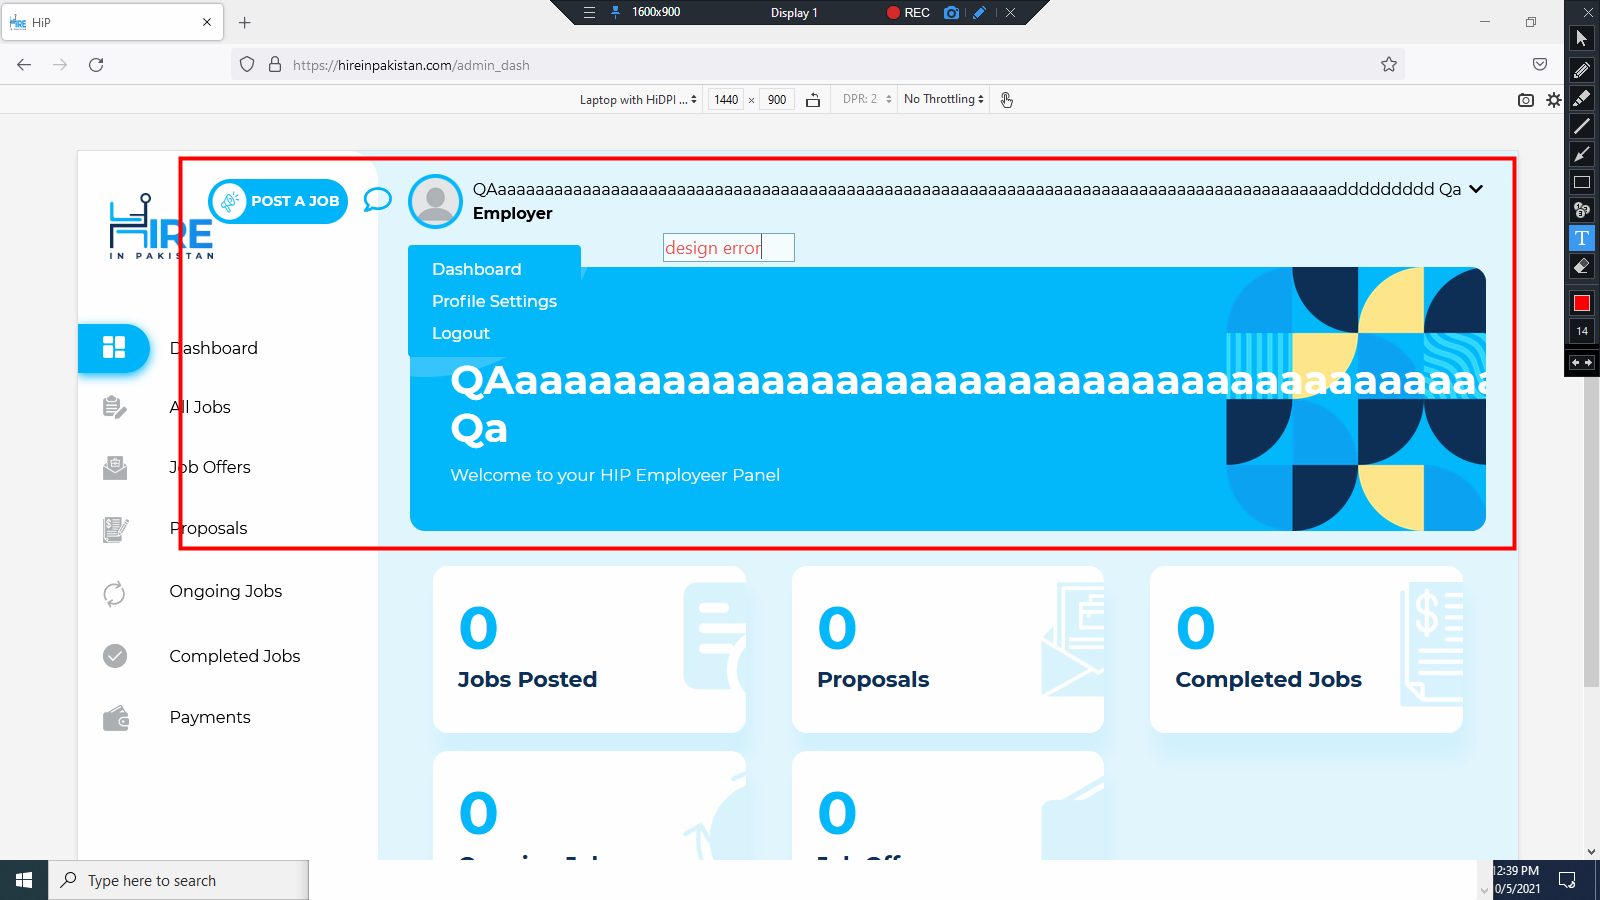 1600x900
Display 1
REC
HiP
https://hireinpakistan.com/admin_dash
Laptop with HiDPI ...
1440 × 900
DPR: 2
No Throttling
POST A JOB
Employer
design error
HIRE
IN PAKISTAN
Dashboard
Profile Settings
Logout
Qa
Welcome to your HIP Employeer Panel
Dashboard
All Jobs
Job Offers
Proposals
Ongoing Jobs
Completed Jobs
Payments
0
Jobs Posted
0
Proposals
0
Completed Jobs
0
0
T
14
Type here to search
12:39 PM
0/5/2021